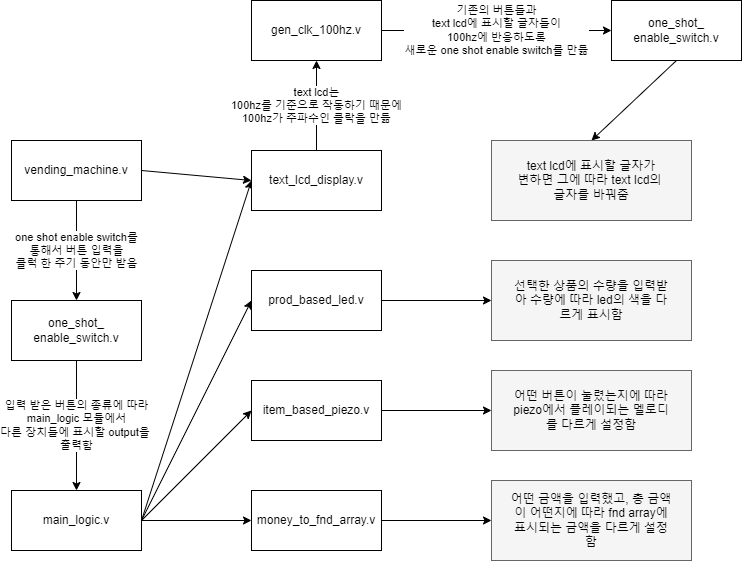 gen_clk_100hz.v
기존의 버튼들과
text lcd에 표시할 글자들이
100hz에 반응하도록
새로운 one shot enable switch를 만듦
one_shot_
enable_switch.v
text lcd는
100hz를 기준으로 작동하기 때문에
100hz가 주파수인 클락을 만듦
vending_machine.v
text_lcd_display.v
text lcd에 표시할 글자가
변하면 그에 따라 text lcd의
글자를 바꿔줌
one shot enable switch를
통해서 버튼 입력을
클럭 한 주기 동안만 받음
one_shot_
enable_switch.v
prod_based_led.v
선택한 상품의 수량을 입력받
아 수량에 따라 led의 색을 다
르게 표시함
입력 받은 버튼의 종류에 따라
main_logic 모듈에서
다른 장치들에 표시할 output을
출력함
item_based_piezo.v
어떤 버튼이 눌렸는지에 따라
piezo에서 플레이되는 멜로디
를 다르게 설정함
main_logic.v
money_to_fnd_array.v
어떤 금액을 입력했고, 총 금액
이 어떤지에 따라 fnd array에
표시되는 금액을 다르게 설정
함